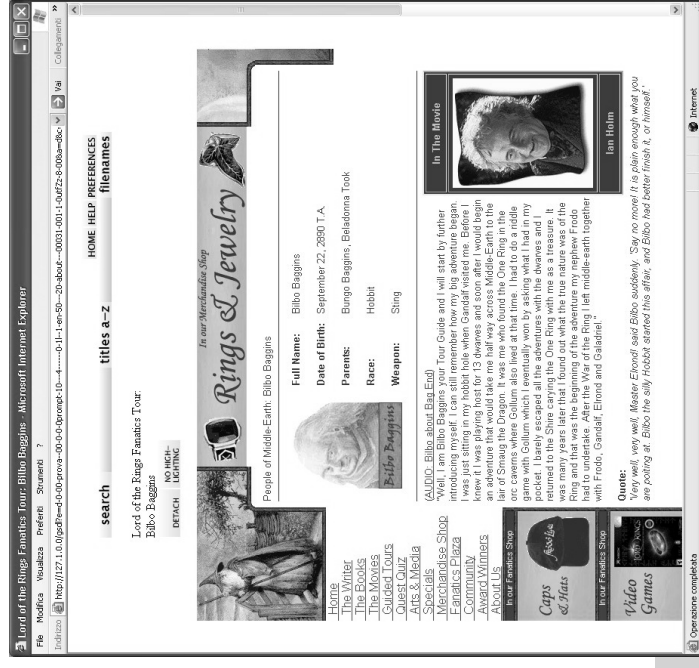 Lord of the Rings Fanatics Tour: Bilbo Baggins - Microsoft Internet Explorer
File Modifica Visualizza Preferiti Strumenti ?
Indirizzo
Vai
Collegamenti
HOME HELP PREFERENCES
search titles a-z filenames
Lord of the Rings Fanatics Tour:
Bilbo Baggins
DETACH
NO HIGH-
LIGHTING
In our Merchandise Shop
Rings & Jewelry
Home
The Writer
The Books
The Movies
Guided Tours
Quest Quiz
Arts & Media
Specials
Merchandise Shop
Fanatics Plaza
Community
Award Winners
About Us
In our Fanatics Shop
Caps
& Hats
In our Fanatics Shop
Video
Games
People of Middle-Earth: Bilbo Baggins
Bilbo Baggins
Full Name: Bilbo Baggins
Date of Birth: September 22, 2890 T.A.
Parents: Bungo Baggins, Beladonna Took
Race: Hobbit
Weapon: Sting
(AUDIO: Bilbo about Bag End)
"Well, I am Bilbo Baggins your Tour Guide and I will start by further
introducing myself. I can still remember how my big adventure began.
I was just sitting in my hobbit hole when Gandalf visited me. Before I
knew it I was playing host for 13 dwarves and soon after I would begin
an adventure that would take me half way across Middle-Earth to the
lair of Smaug the Dragon. It was me who found the One Ring in the
orc caverns where Gollum also lived at that time. I had to do a riddle
game with Gollum which I eventually won by asking what I had in my
pocket. I barely escaped all the adventures with the dwarves and I
returned to the Shire carying the One Ring with me as a treasure. It
was many years later that I found out what the true nature was of the
Ring and that was the beginning of the adventure my nephew Frodo
had to undertake. After the War of the Ring I left middle-earth together
with Frodo, Gandalf, Elrond and Galadriel."
In The Movie
Ian Holm
Quote:
'Very well, very well, Master Elrond! said Bilbo suddenly. 'Say no more! It is plain enough what you
are poiting at. Bilbo the silly Hobbit started this affair, and Bilbo had better finish it, or himself.'
Operazione completata
Internet